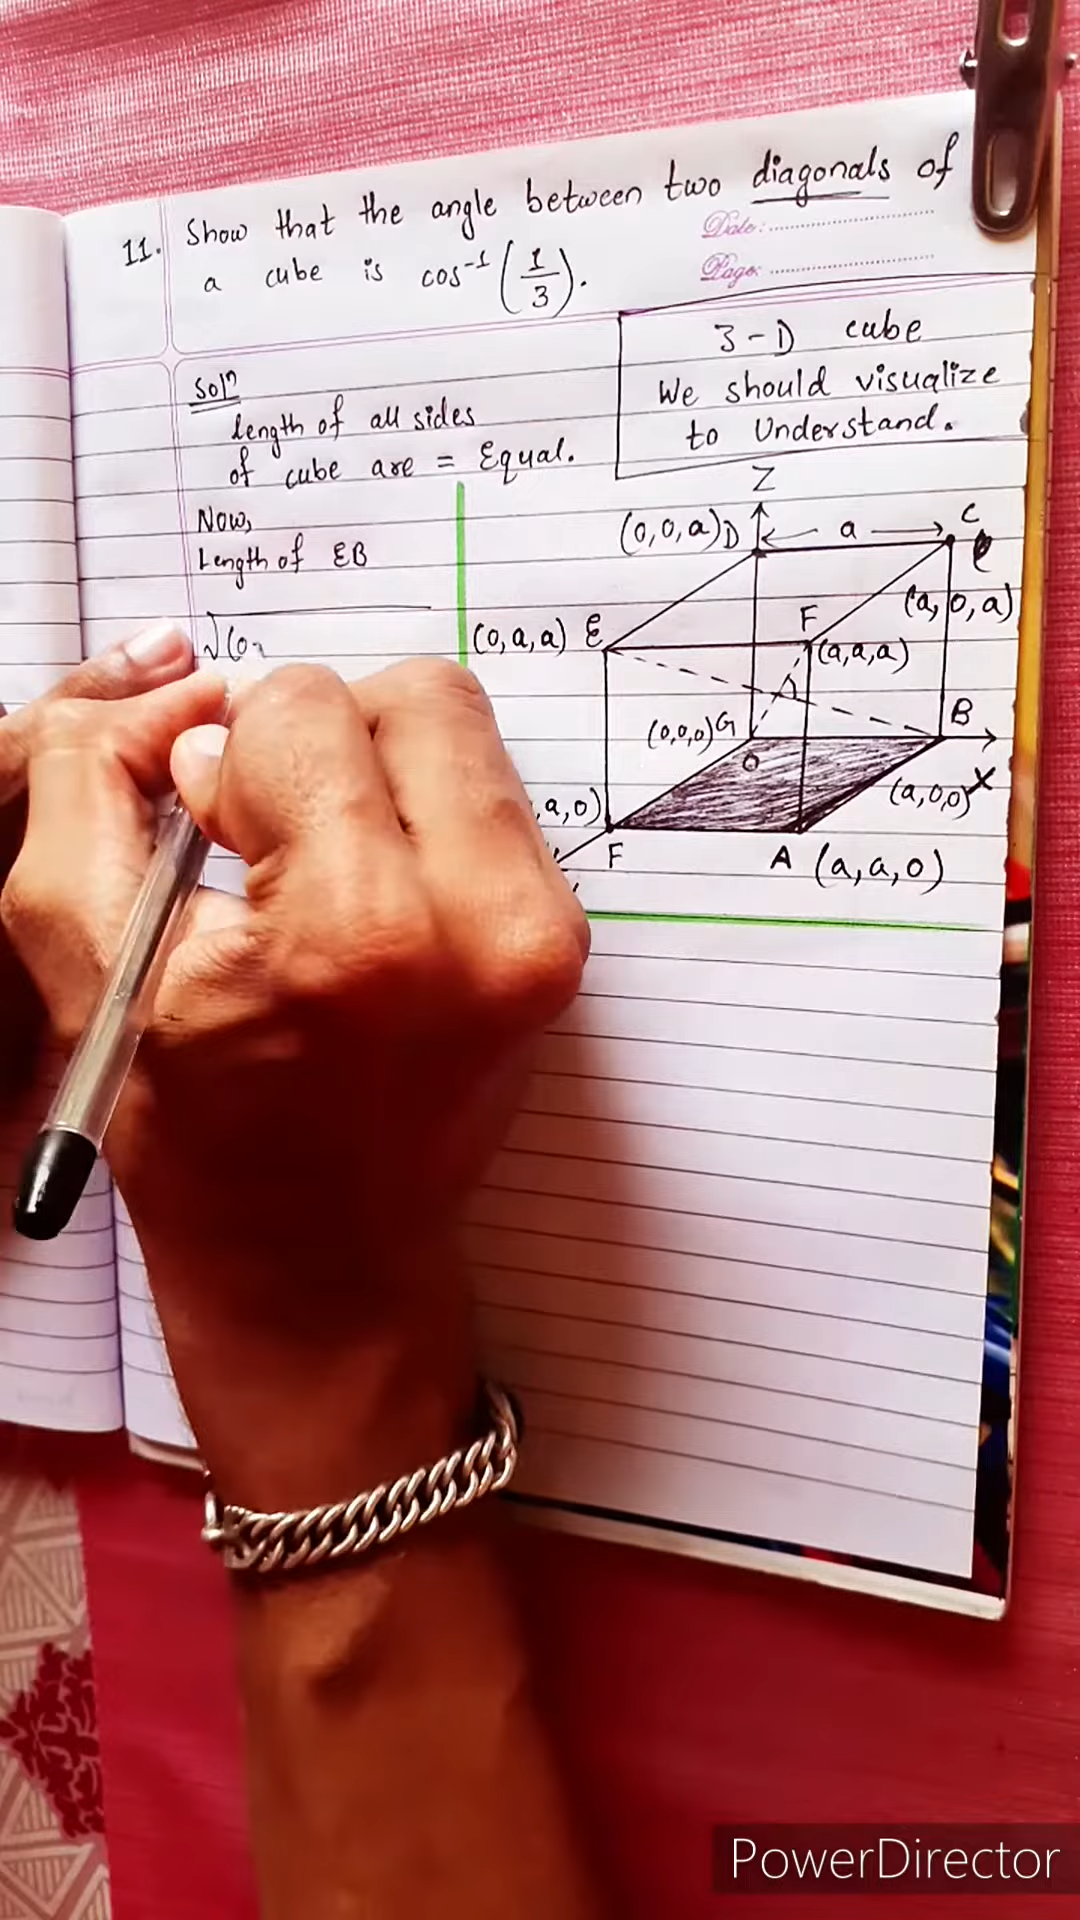 11. Show that the angle between two diagonals of
a cube is cos⁻¹(1/3).
Date:
Page:
3-D cube
We should visualize
to Understand.
Solⁿ
length of all sides
of cube are = Equal.
Now,
Length of EB
√(0-
Z
(0,0,a) D a C
(a,0,a)
(0,a,a) E F
(a,a,a)
(0,0,0) G B
O X
(a,0,0)
,a,0)
F A (a,a,0)
PowerDirector